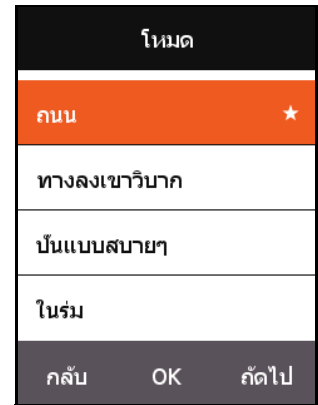 โหมด
ถนน ★
ทางลงเขาวิบาก
ปั่นแบบสบายๆ
ในร่ม
กลับ OK ถัดไป